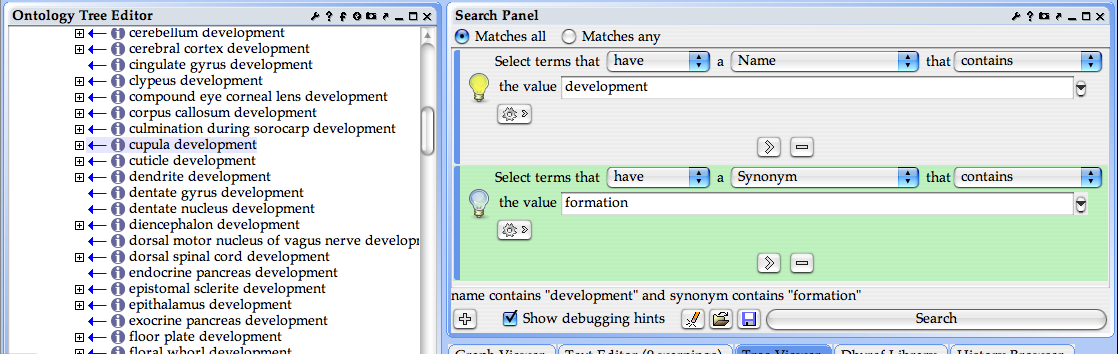 Ontology Tree Editor
cerebellum development
cerebral cortex development
cingulate gyrus development
clypeus development
compound eye corneal lens development
corpus callosum development
culmination during sorocarp development
cupula development
cuticle development
dendrite development
dentate gyrus development
dentate nucleus development
diencephalon development
dorsal motor nucleus of vagus nerve develop
dorsal spinal cord development
endocrine pancreas development
epistomal sclerite development
epithalamus development
exocrine pancreas development
floor plate development
floral whorl development
Search Panel
Matches all Matches any
Select terms that have a Name that contains
the value development
Select terms that have a Synonym that contains
the value formation
name contains "development" and synonym contains "formation"
Show debugging hints Search
Graph Viewer Text Editor (0 warnings) Tree Viewer Dbxref Library History Browser